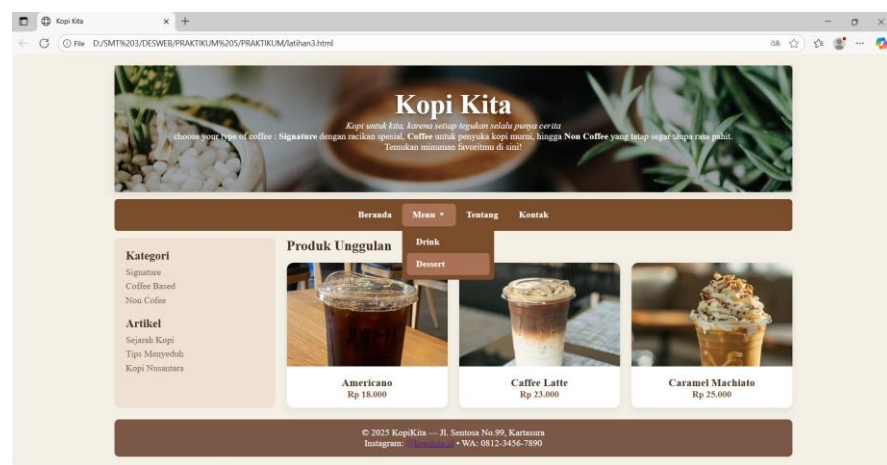 Kopi Kita
File D:/SMT%203/DESWEB/PRAKTIKUM%205/PRAKTIKUM/latihan3.html
Kopi Kita
Kopi untuk kita, karena setiap tegukan selalu punya cerita
choose your type of coffee : Signature dengan racikan spesial, Coffee untuk penyuka kopi murni, hingga Non Coffee yang tetap segar tanpa rasa pahit.
Temukan minuman favoritmu di sini!
Beranda Menu ▾ Tentang Kontak
Drink
Dessert
Kategori
Signature
Coffee Based
Non Cofee
Artikel
Sejarah Kopi
Tips Menyeduh
Kopi Nusantara
Produk Unggulan
Americano
Rp 18.000
Caffee Latte
Rp 23.000
Caramel Machiato
Rp 25.000
© 2025 KopiKita — Jl. Sentosa No.99, Kartasura
Instagram: @kopikita.id • WA: 0812-3456-7890